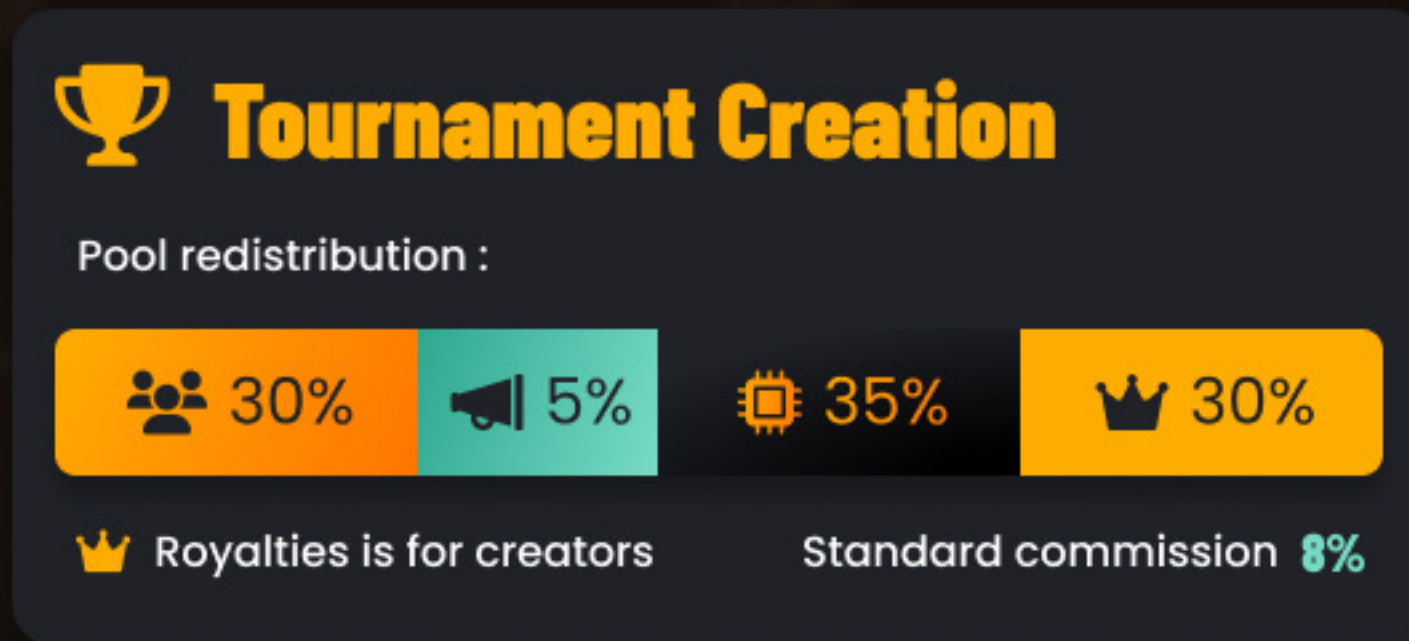 Tournament Creation
Pool redistribution :
30% 5% 35% 30%
Royalties is for creators Standard commission 8%